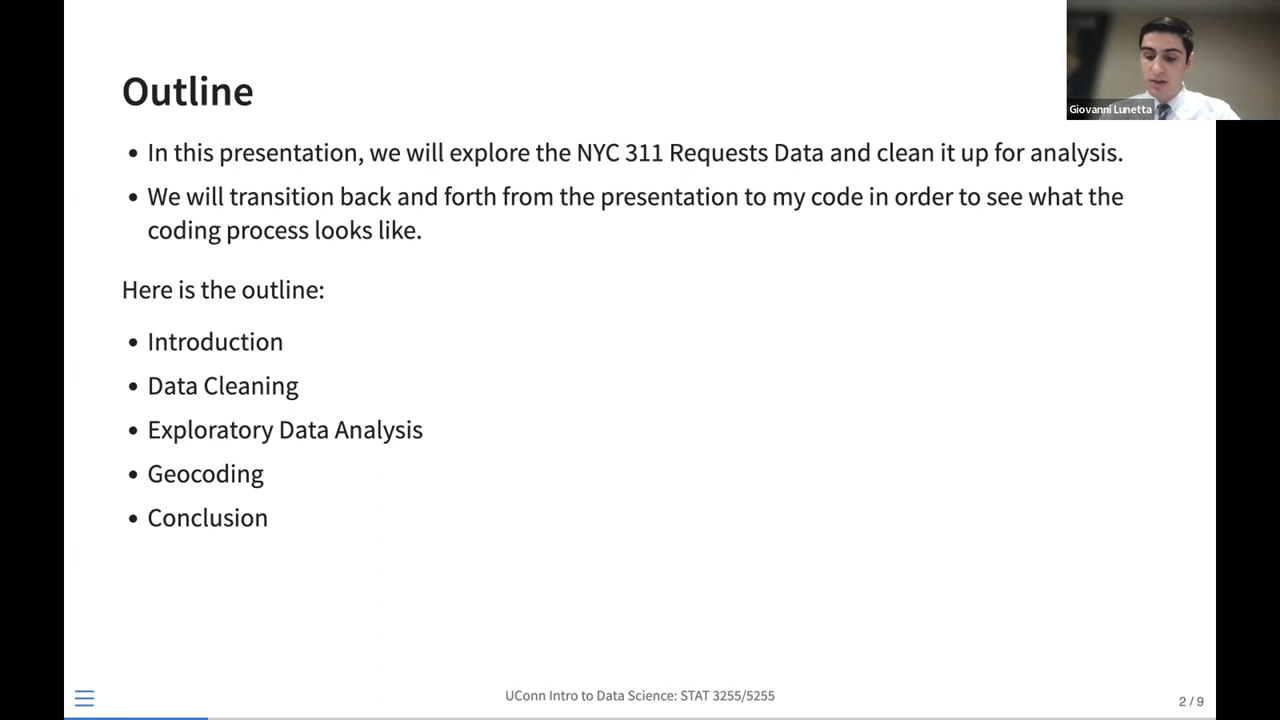 Outline
Giovanni Lunetta
• In this presentation, we will explore the NYC 311 Requests Data and clean it up for analysis.
• We will transition back and forth from the presentation to my code in order to see what the
coding process looks like.
Here is the outline:
• Introduction
• Data Cleaning
• Exploratory Data Analysis
• Geocoding
• Conclusion
UConn Intro to Data Science: STAT 3255/5255
2 / 9